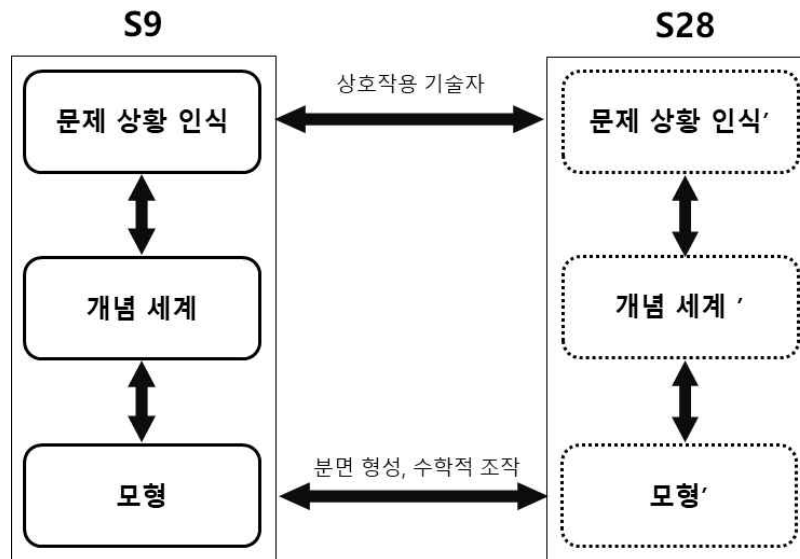 S9
S28
상호작용 기술자
문제 상황 인식
문제 상황 인식′
개념 세계
개념 세계 ′
분면 형성, 수학적 조작
모형
모형′